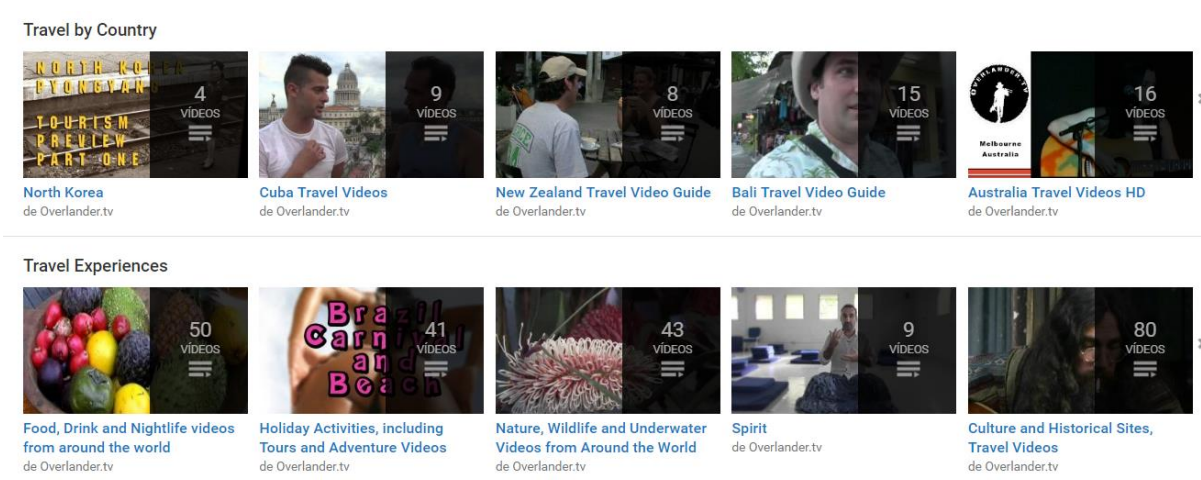 Travel by Country
NORTH KOREA
PYONGYANG
TOURISM
PREVIEW
PART ONE
4
VÍDEOS
North Korea
de Overlander.tv
9
VÍDEOS
Cuba Travel Videos
de Overlander.tv
8
VÍDEOS
New Zealand Travel Video Guide
de Overlander.tv
15
VÍDEOS
Bali Travel Video Guide
de Overlander.tv
OVERLANDER.TV
Melbourne
Australia
16
VÍDEOS
Australia Travel Videos HD
de Overlander.tv
Travel Experiences
50
VÍDEOS
Food, Drink and Nightlife videos
from around the world
de Overlander.tv
Brazil
Carnival
and
Beach
41
VÍDEOS
Holiday Activities, including
Tours and Adventure Videos
de Overlander.tv
43
VÍDEOS
Nature, Wildlife and Underwater
Videos from Around the World
de Overlander.tv
9
VÍDEOS
Spirit
de Overlander.tv
80
VÍDEOS
Culture and Historical Sites,
Travel Videos
de Overlander.tv